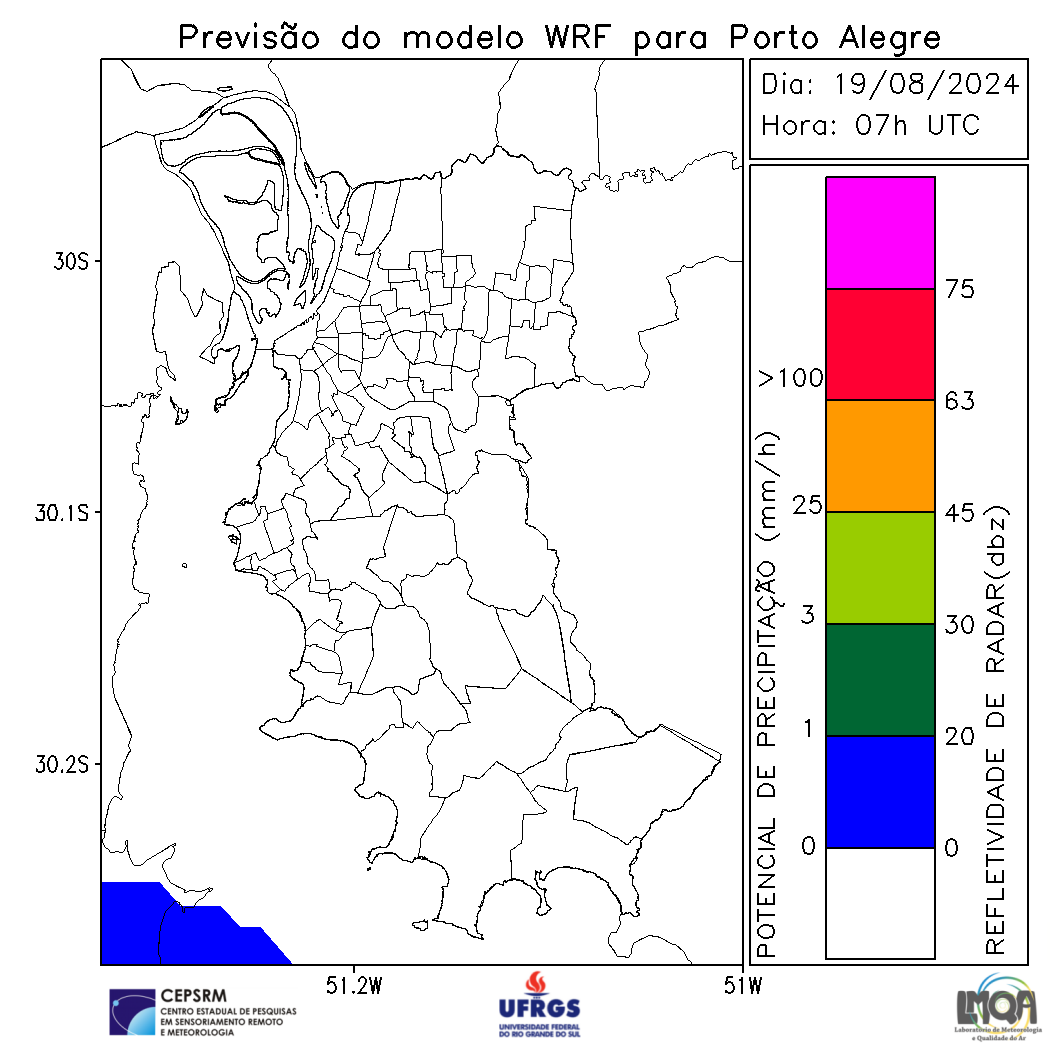 Previsão do modelo WRF para Porto Alegre
Dia: 19/08/2024
Hora: 07h UTC
30S
30.1S
30.2S
51.2W
51W
POTENCIAL DE PRECIPITAÇÃO (mm/h)
>100
25
3
1
0
75
63
45
30
20
0
REFLETIVIDADE DE RADAR(dbz)
CEPSRM
CENTRO ESTADUAL DE PESQUISAS
EM SENSORIAMENTO REMOTO
E METEOROLOGIA
UFRGS
UNIVERSIDADE FEDERAL
DO RIO GRANDE DO SUL
LMQA
Laboratório de Meteorologia
e Qualidade do Ar